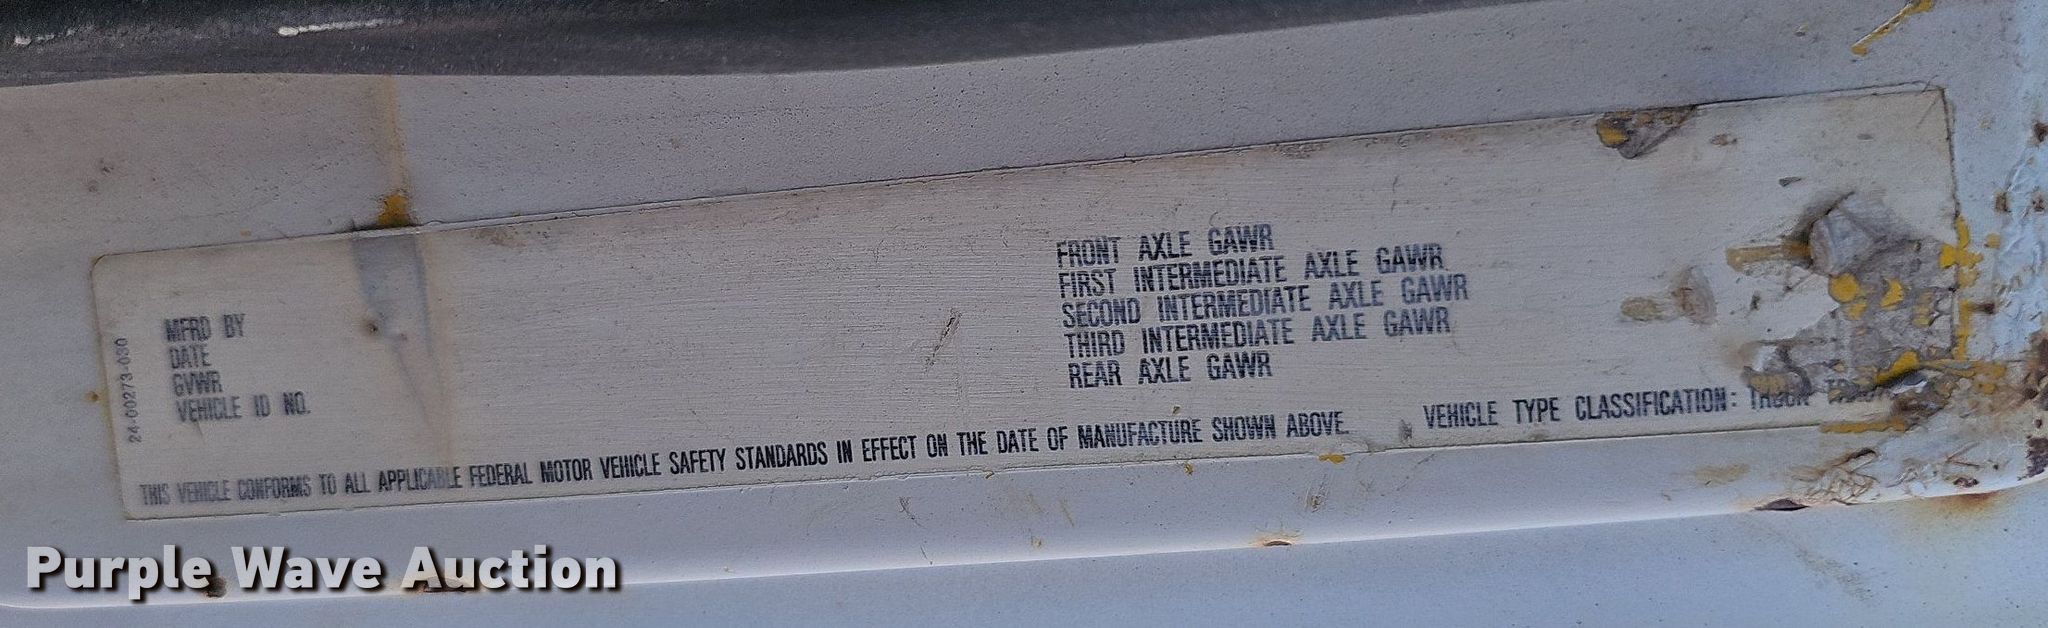 24-00273-030
MFRD BY
DATE
GVWR
VEHICLE ID NO.
FRONT AXLE GAWR
FIRST INTERMEDIATE AXLE GAWR
SECOND INTERMEDIATE AXLE GAWR
THIRD INTERMEDIATE AXLE GAWR
REAR AXLE GAWR
THIS VEHICLE CONFORMS TO ALL APPLICABLE FEDERAL MOTOR VEHICLE SAFETY STANDARDS IN EFFECT ON THE DATE OF MANUFACTURE SHOWN ABOVE.
VEHICLE TYPE CLASSIFICATION: TRUCK
Purple Wave Auction